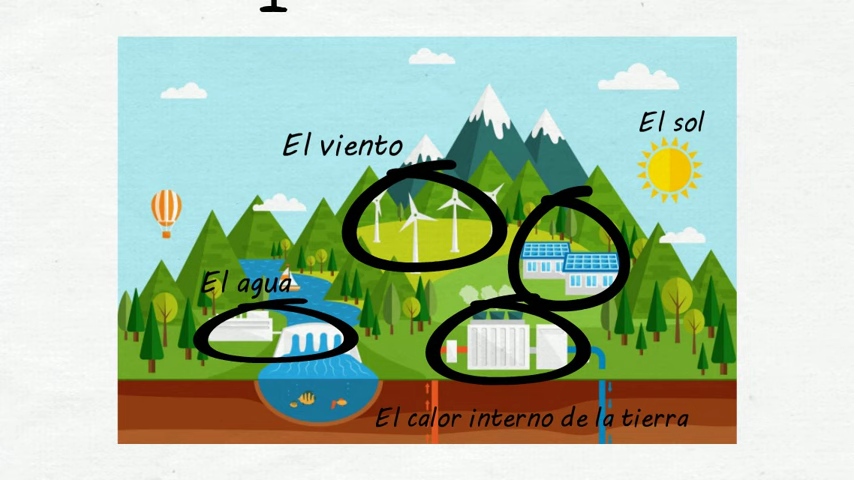 El sol
El viento
El agua
El calor interno de la tierra